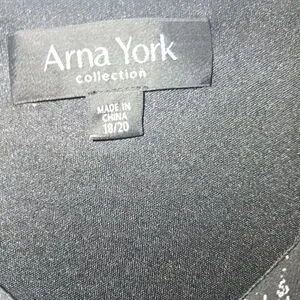 Arna York
collection
MADE IN
CHINA
18/20